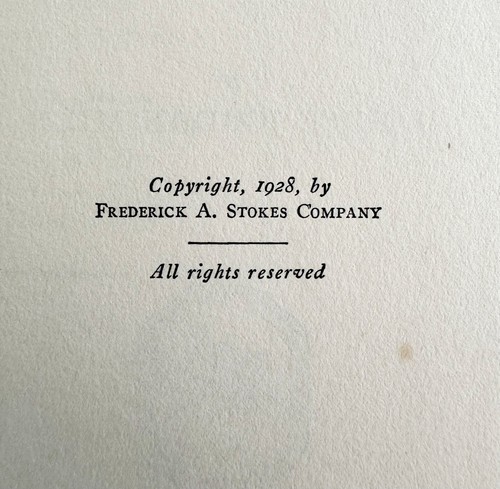 Copyright, 1928, by
Frederick A. Stokes Company
All rights reserved